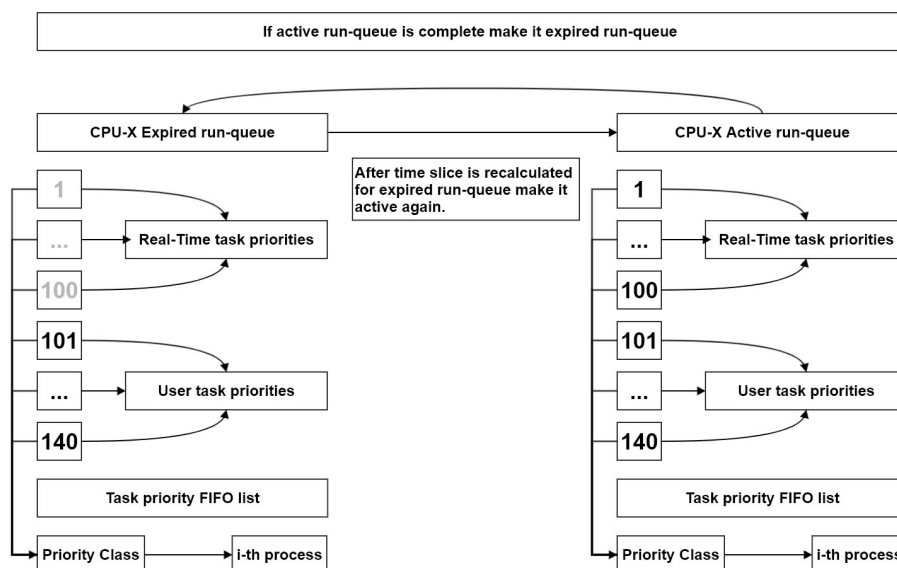 If active run-queue is complete make it expired run-queue
CPU-X Expired run-queue
CPU-X Active run-queue
After time slice is recalculated
for expired run-queue make it
active again.
1
...
Real-Time task priorities
100
101
...
User task priorities
140
Task priority FIFO list
Priority Class
i-th process
1
...
Real-Time task priorities
100
101
...
User task priorities
140
Task priority FIFO list
Priority Class
i-th process